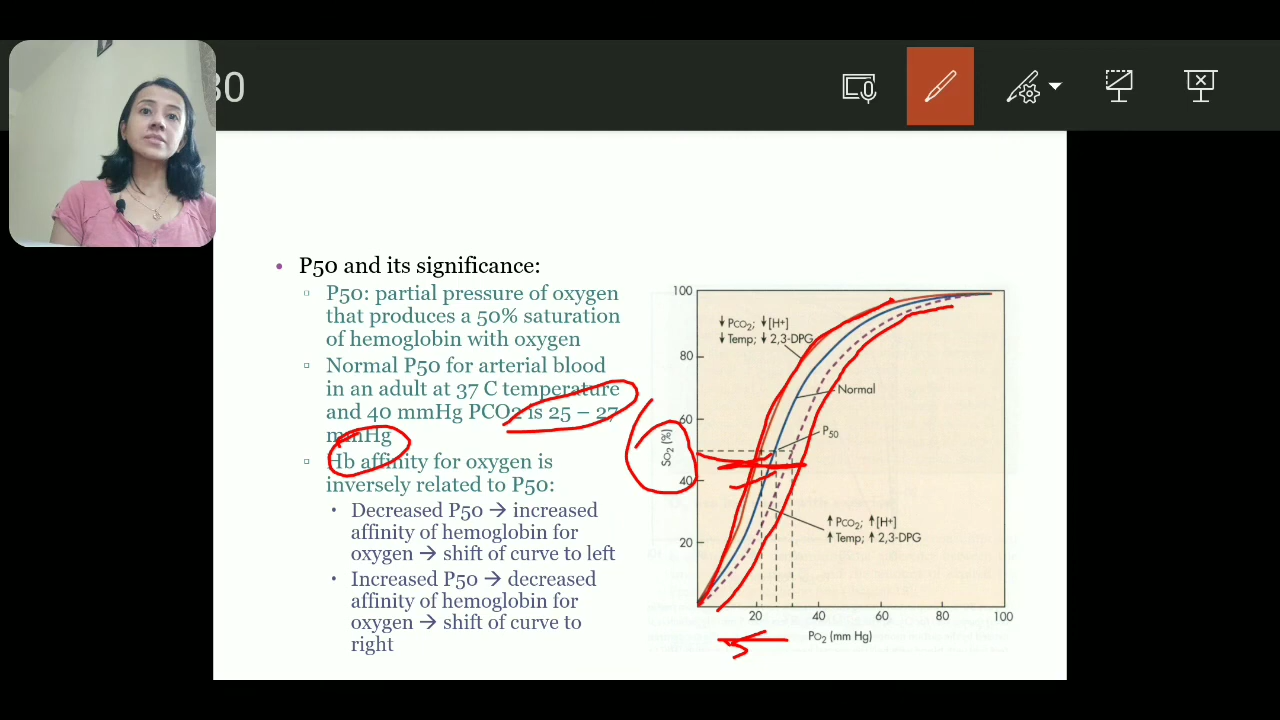 30
• P50 and its significance:
▫ P50: partial pressure of oxygen
that produces a 50% saturation
of hemoglobin with oxygen
▫ Normal P50 for arterial blood
in an adult at 37 C temperature
and 40 mmHg PCO2 is 25 – 27
mmHg
▫ Hb affinity for oxygen is
inversely related to P50:
• Decreased P50 → increased
affinity of hemoglobin for
oxygen → shift of curve to left
• Increased P50 → decreased
affinity of hemoglobin for
oxygen → shift of curve to
right
100
80
60
40
20
SO₂ (%)
↓ PCO₂; ↓ [H+]
↓ Temp; ↓ 2,3-DPG
Normal
P₅₀
↑ PCO₂; ↑ [H+]
↑ Temp; ↑ 2,3-DPG
20 40 60 80 100
PO₂ (mm Hg)